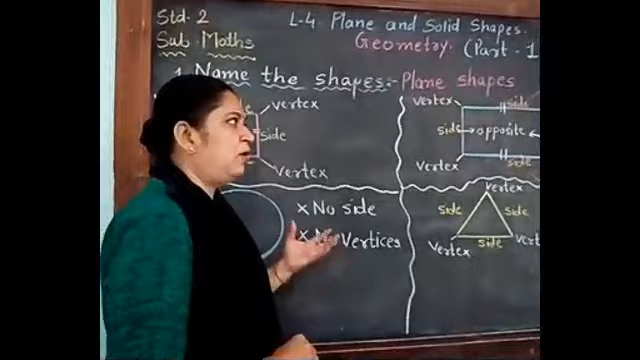 Std. 2
L-4 Plane and Solid Shapes.
Sub. Maths
Geometry. (Part - 1
1. Name the shapes:- Plane shapes
vertex
side
vertex
vertex
side
side
opposite
vertex
side
x No side
x No Vertices
vertex
side
side
vertex
side